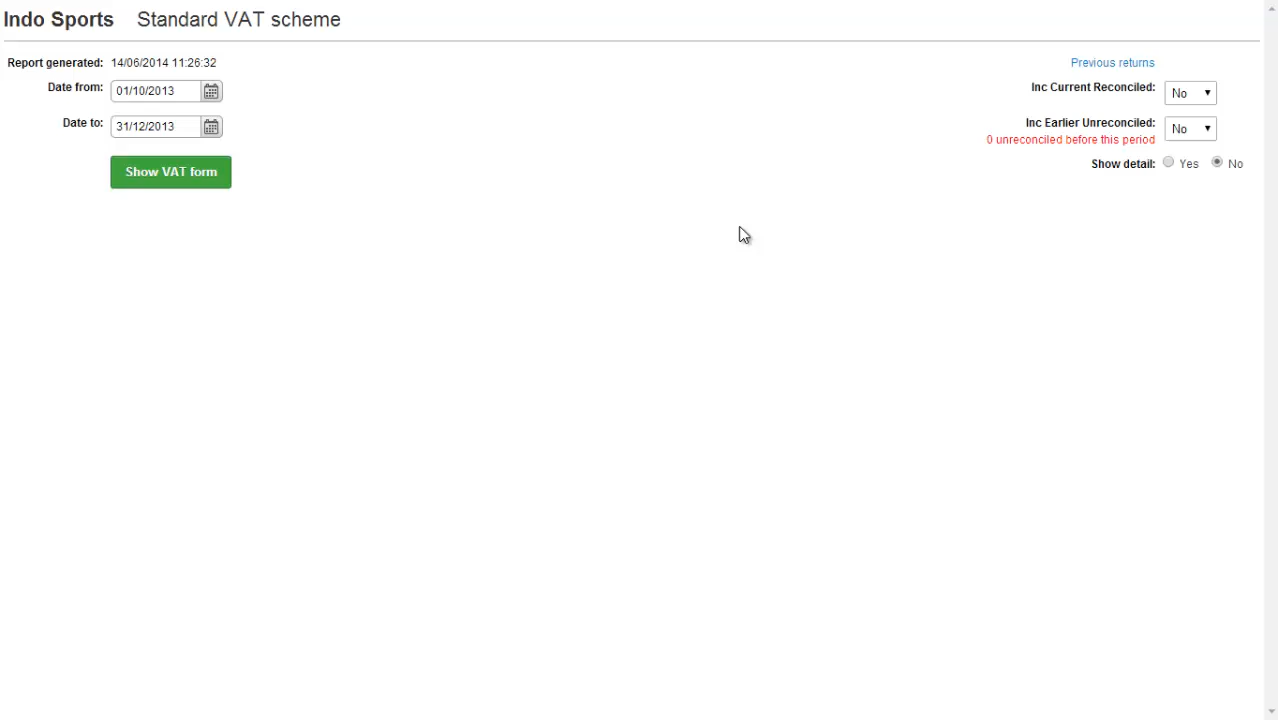 Indo Sports Standard VAT scheme
Report generated: 14/06/2014 11:26:32
Previous returns
Date from: 01/10/2013
Inc Current Reconciled: No
Date to: 31/12/2013
Inc Earlier Unreconciled: No
0 unreconciled before this period
Show VAT form
Show detail: Yes No